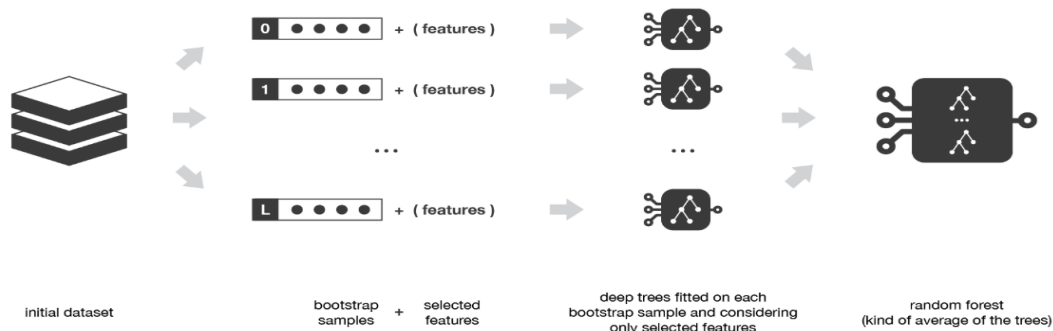 0 + ( features )
1 + ( features )
...
...
...
L + ( features )
initial dataset
bootstrap samples + selected features
deep trees fitted on each
bootstrap sample and considering
only selected features
random forest
(kind of average of the trees)